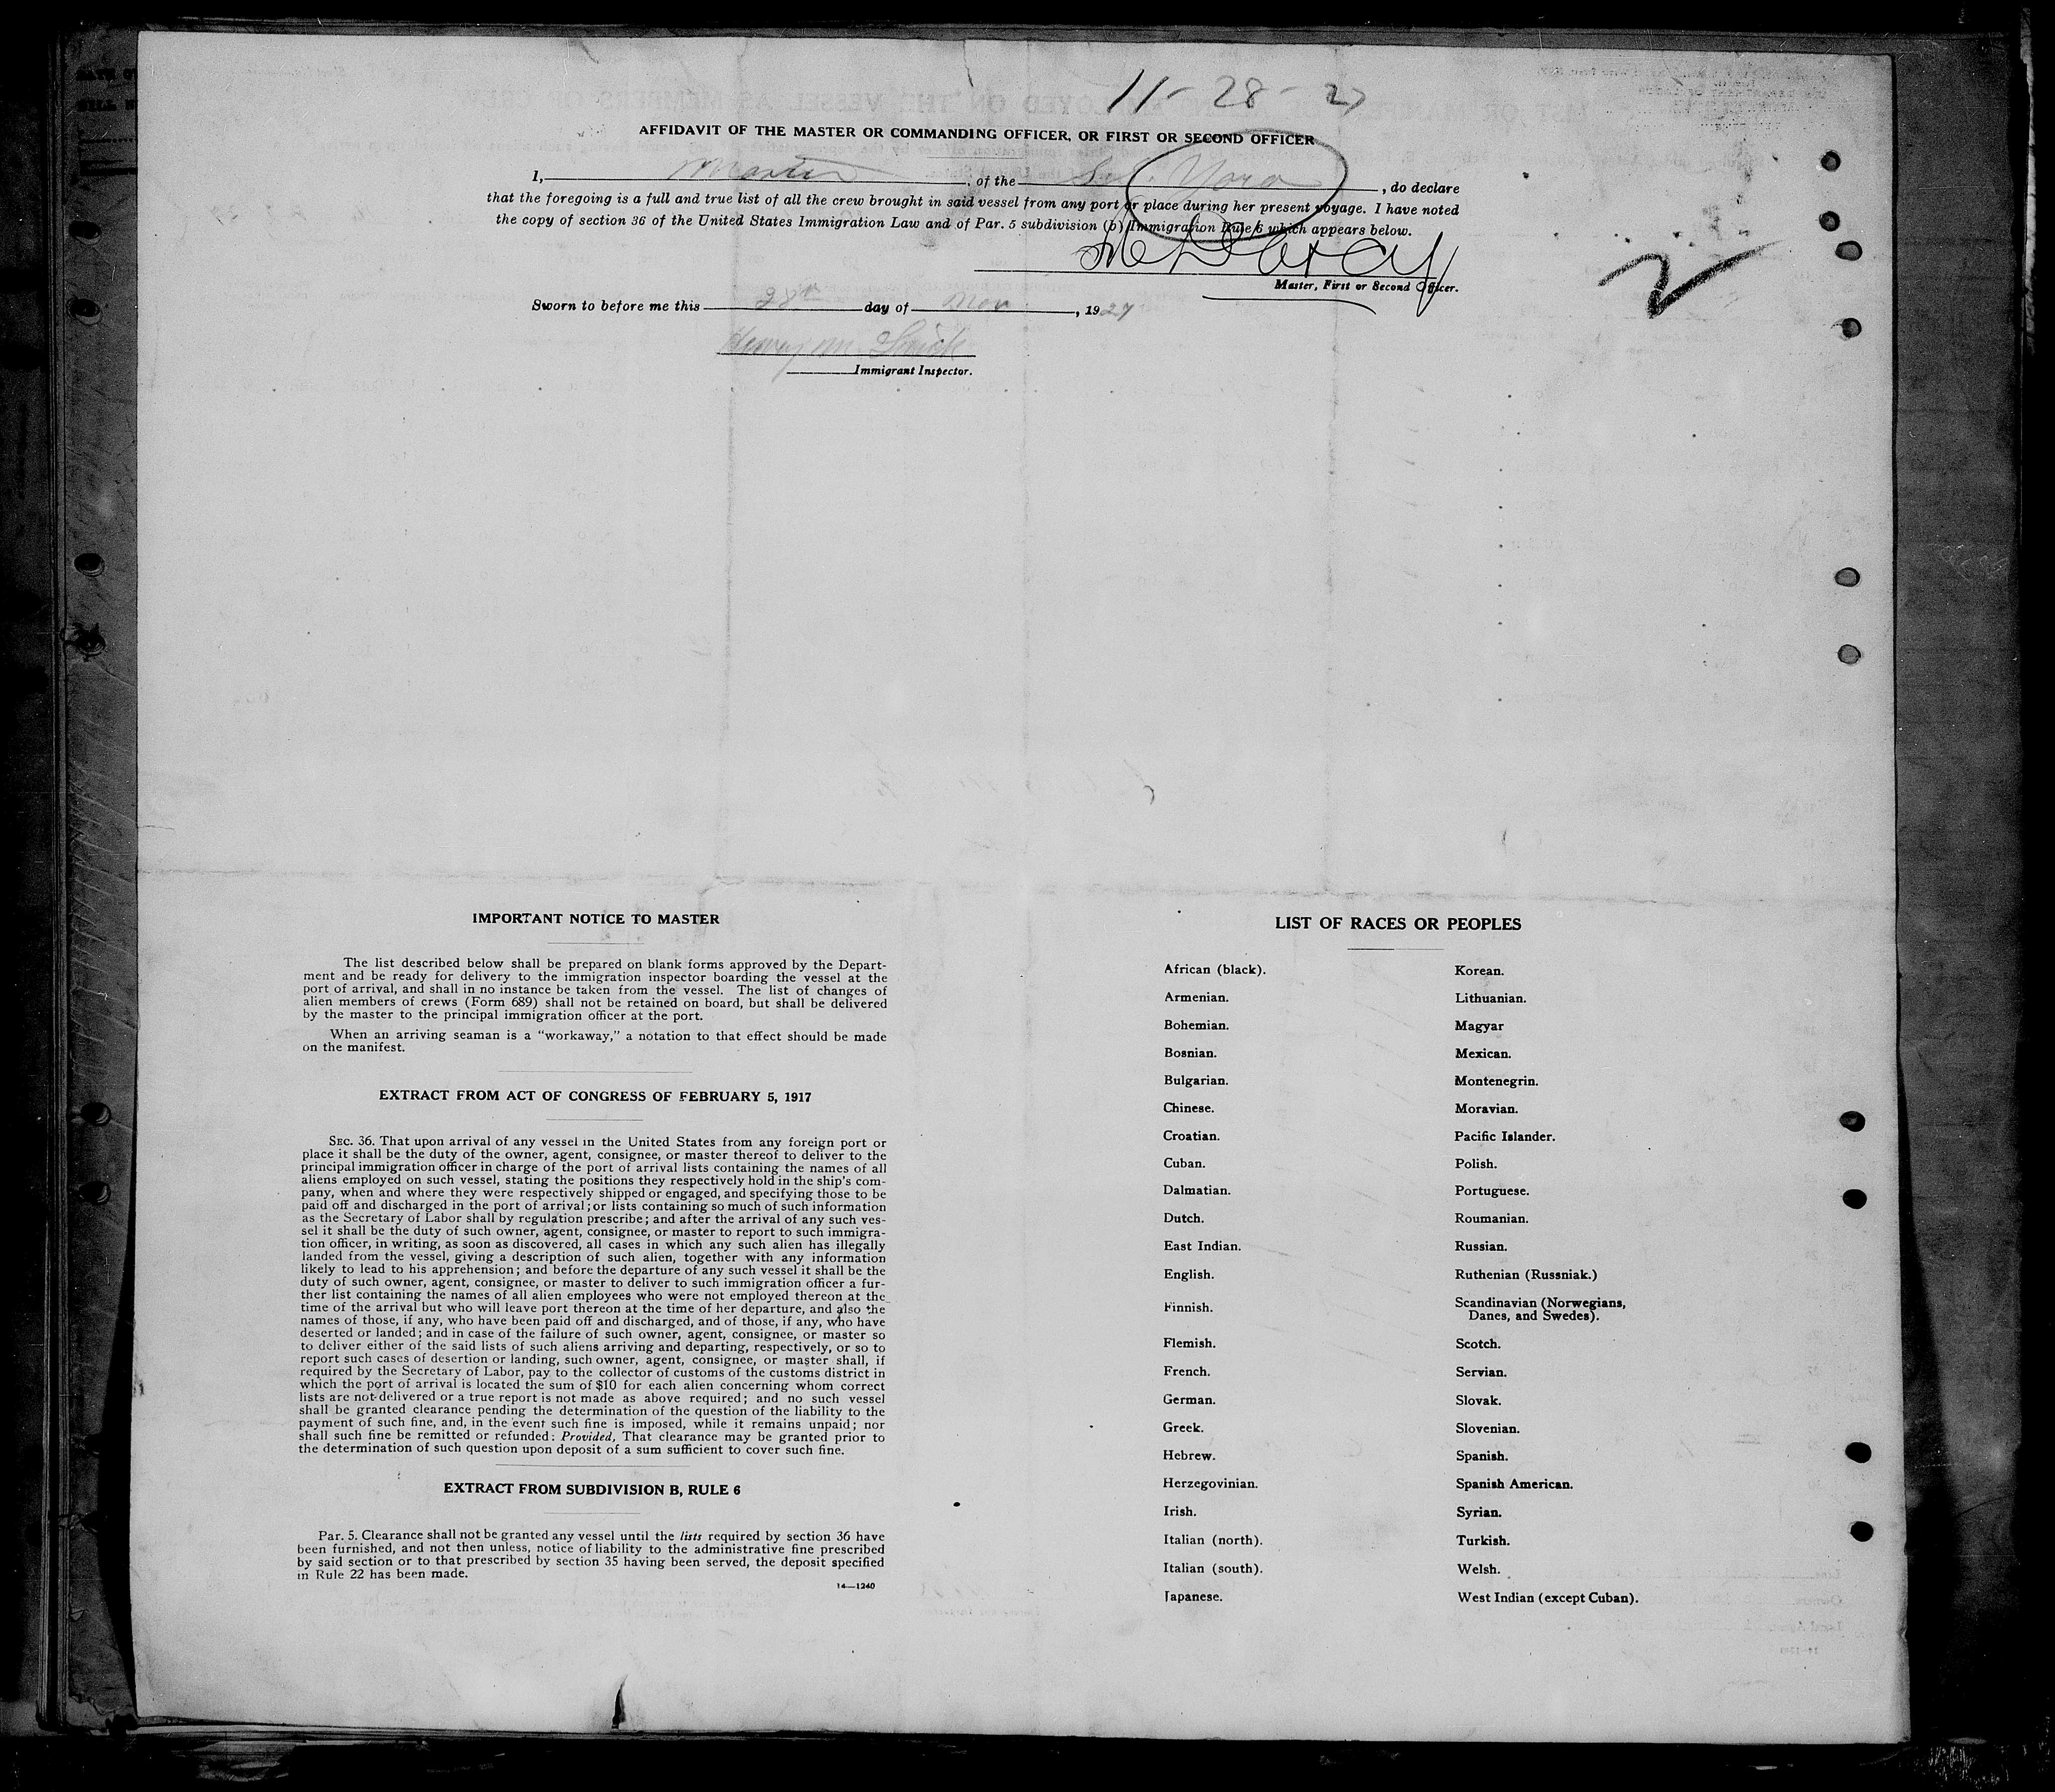 11-28-27
AFFIDAVIT OF THE MASTER OR COMMANDING OFFICER, OR FIRST OR SECOND OFFICER
I, Master, of the S.S. Yoro, do declare
that the foregoing is a full and true list of all the crew brought in said vessel from any port or place during her present voyage. I have noted
the copy of section 36 of the United States Immigration Law and of Par. 5 subdivision (b) Immigration Rule 6 which appears below.
Master, First or Second Officer.
Sworn to before me this 28th day of Nov, 1927
Immigrant Inspector.
2
IMPORTANT NOTICE TO MASTER
The list described below shall be prepared on blank forms approved by the Depart-
ment and be ready for delivery to the immigration inspector boarding the vessel at the
port of arrival, and shall in no instance be taken from the vessel. The list of changes of
alien members of crews (Form 689) shall not be retained on board, but shall be delivered
by the master to the principal immigration officer at the port.
When an arriving seaman is a “workaway,” a notation to that effect should be made
on the manifest.
EXTRACT FROM ACT OF CONGRESS OF FEBRUARY 5, 1917
SEC. 36. That upon arrival of any vessel in the United States from any foreign port or
place it shall be the duty of the owner, agent, consignee, or master thereof to deliver to the
principal immigration officer in charge of the port of arrival lists containing the names of all
aliens employed on such vessel, stating the positions they respectively hold in the ship's com-
pany, when and where they were respectively shipped or engaged, and specifying those to be
paid off and discharged in the port of arrival; or lists containing so much of such information
as the Secretary of Labor shall by regulation prescribe; and after the arrival of any such ves-
sel it shall be the duty of such owner, agent, consignee, or master to report to such immigra-
tion officer, in writing, as soon as discovered, all cases in which any such alien has illegally
landed from the vessel, giving a description of such alien, together with any information
likely to lead to his apprehension; and before the departure of any such vessel it shall be the
duty of such owner, agent, consignee, or master to deliver to such immigration officer a fur-
ther list containing the names of all alien employees who were not employed thereon at the
time of the arrival but who will leave port thereon at the time of her departure, and also the
names of those, if any, who have been paid off and discharged, and of those, if any, who have
deserted or landed; and in case of the failure of such owner, agent, consignee, or master so
to deliver either of the said lists of such aliens arriving and departing, respectively, or so to
report such cases of desertion or landing, such owner, agent, consignee, or master shall, if
required by the Secretary of Labor, pay to the collector of customs of the customs district in
which the port of arrival is located the sum of $10 for each alien concerning whom correct
lists are not delivered or a true report is not made as above required; and no such vessel
shall be granted clearance pending the determination of the question of the liability to the
payment of such fine, and, in the event such fine is imposed, while it remains unpaid; nor
shall such fine be remitted or refunded: Provided, That clearance may be granted prior to
the determination of such question upon deposit of a sum sufficient to cover such fine.
EXTRACT FROM SUBDIVISION B, RULE 6
Par. 5. Clearance shall not be granted any vessel until the lists required by section 36 have
been furnished, and not then unless, notice of liability to the administrative fine prescribed
by said section or to that prescribed by section 35 having been served, the deposit specified
in Rule 22 has been made.
14—1240
LIST OF RACES OR PEOPLES
African (black).
Armenian.
Bohemian.
Bosnian.
Bulgarian.
Chinese.
Croatian.
Cuban.
Dalmatian.
Dutch.
East Indian.
English.
Finnish.
Flemish.
French.
German.
Greek.
Hebrew.
Herzegovinian.
Irish.
Italian (north).
Italian (south).
Japanese.
Korean.
Lithuanian.
Magyar
Mexican.
Montenegrin.
Moravian.
Pacific Islander.
Polish.
Portuguese.
Roumanian.
Russian.
Ruthenian (Russniak.)
Scandinavian (Norwegians,
Danes, and Swedes).
Scotch.
Servian.
Slovak.
Slovenian.
Spanish.
Spanish American.
Syrian.
Turkish.
Welsh.
West Indian (except Cuban).